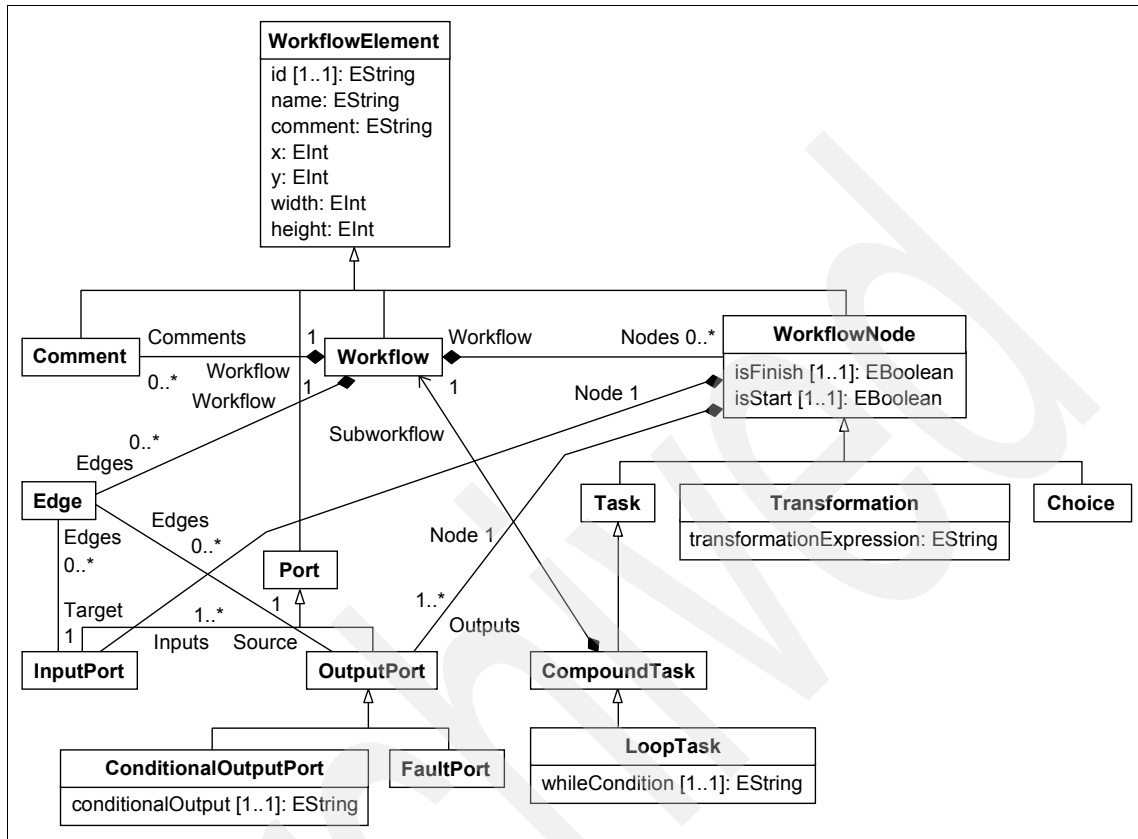 WorkflowElement
id [1..1]: EString
name: EString
comment: EString
x: EInt
y: EInt
width: EInt
height: EInt
Comments 1 Workflow Nodes 0..* WorkflowNode
Comment Workflow
0..* Workflow 1 1 Node 1 isFinish [1..1]: EBoolean
Workflow isStart [1..1]: EBoolean
Subworkflow
0..*
Edges
Edge Edges Task Transformation Choice
Edges 0..* Node 1 transformationExpression: EString
0..* Port
Target 1..* 1 1..*
1 Inputs Source Outputs
InputPort OutputPort CompoundTask
ConditionalOutputPort FaultPort LoopTask
conditionalOutput [1..1]: EString whileCondition [1..1]: EString